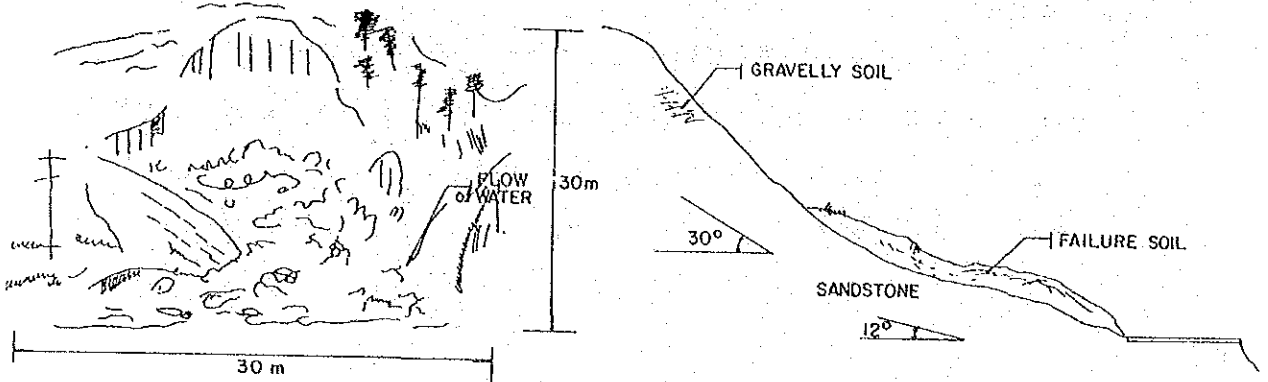 GRAVELLY SOIL
FLOW
of WATER
30m
30°
FAILURE SOIL
SANDSTONE
12°
30 m